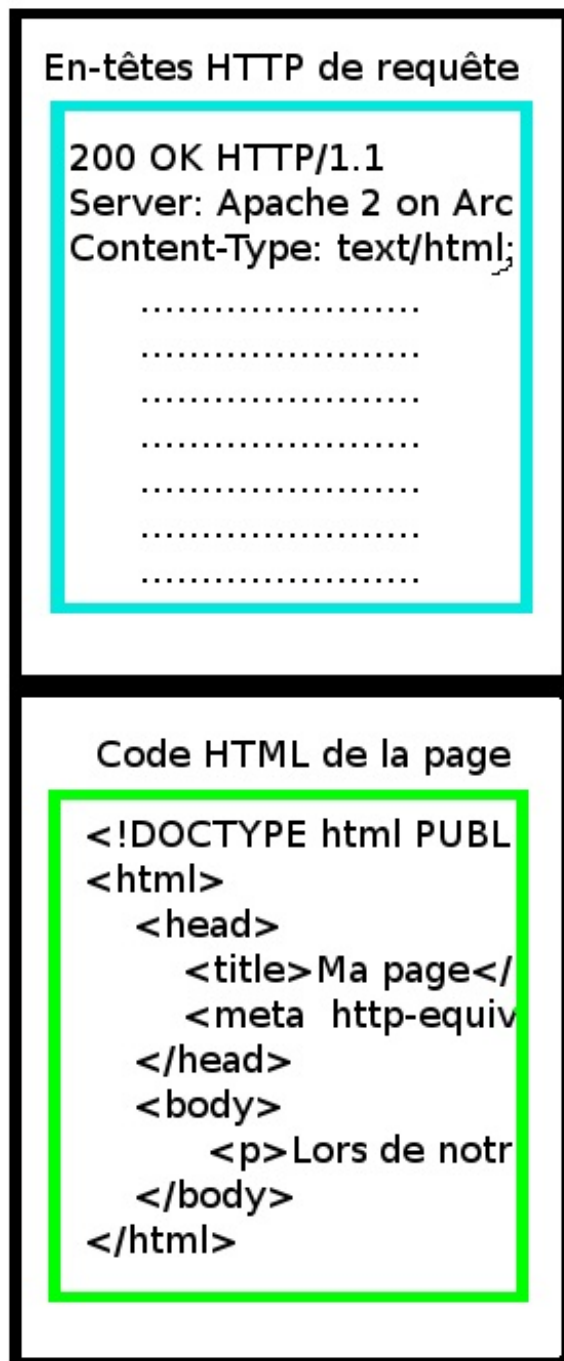 En-têtes HTTP de requête
200 OK HTTP/1.1
Server: Apache 2 on Arc
Content-Type: text/html;
.......................
.......................
.......................
.......................
.......................
.......................
.......................
Code HTML de la page
<!DOCTYPE html PUBL
<html>
<head>
<title>Ma page</
<meta http-equiv
</head>
<body>
<p>Lors de notr
</body>
</html>